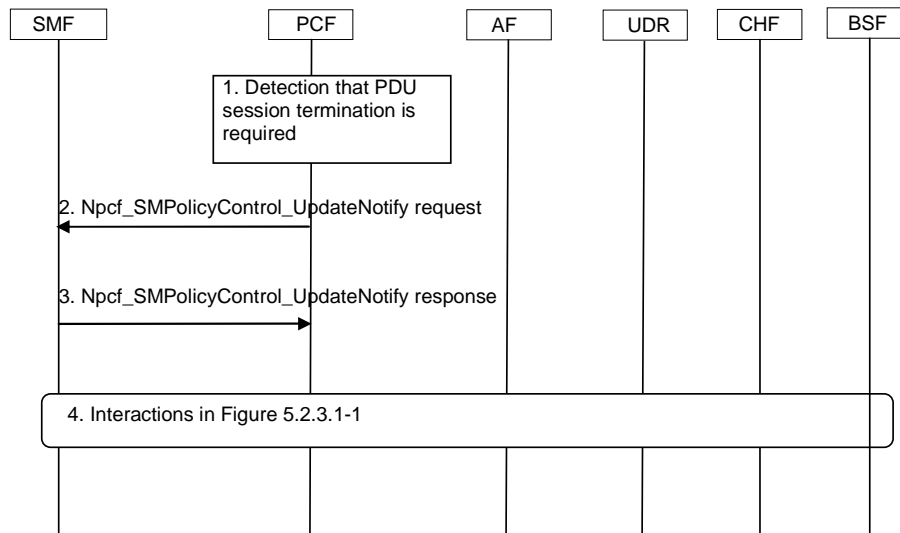 SMF
PCF
AF
UDR
CHF
BSF
1. Detection that PDU
session termination is
required
2. Npcf_SMPolicyControl_UpdateNotify request
3. Npcf_SMPolicyControl_UpdateNotify response
4. Interactions in Figure 5.2.3.1-1